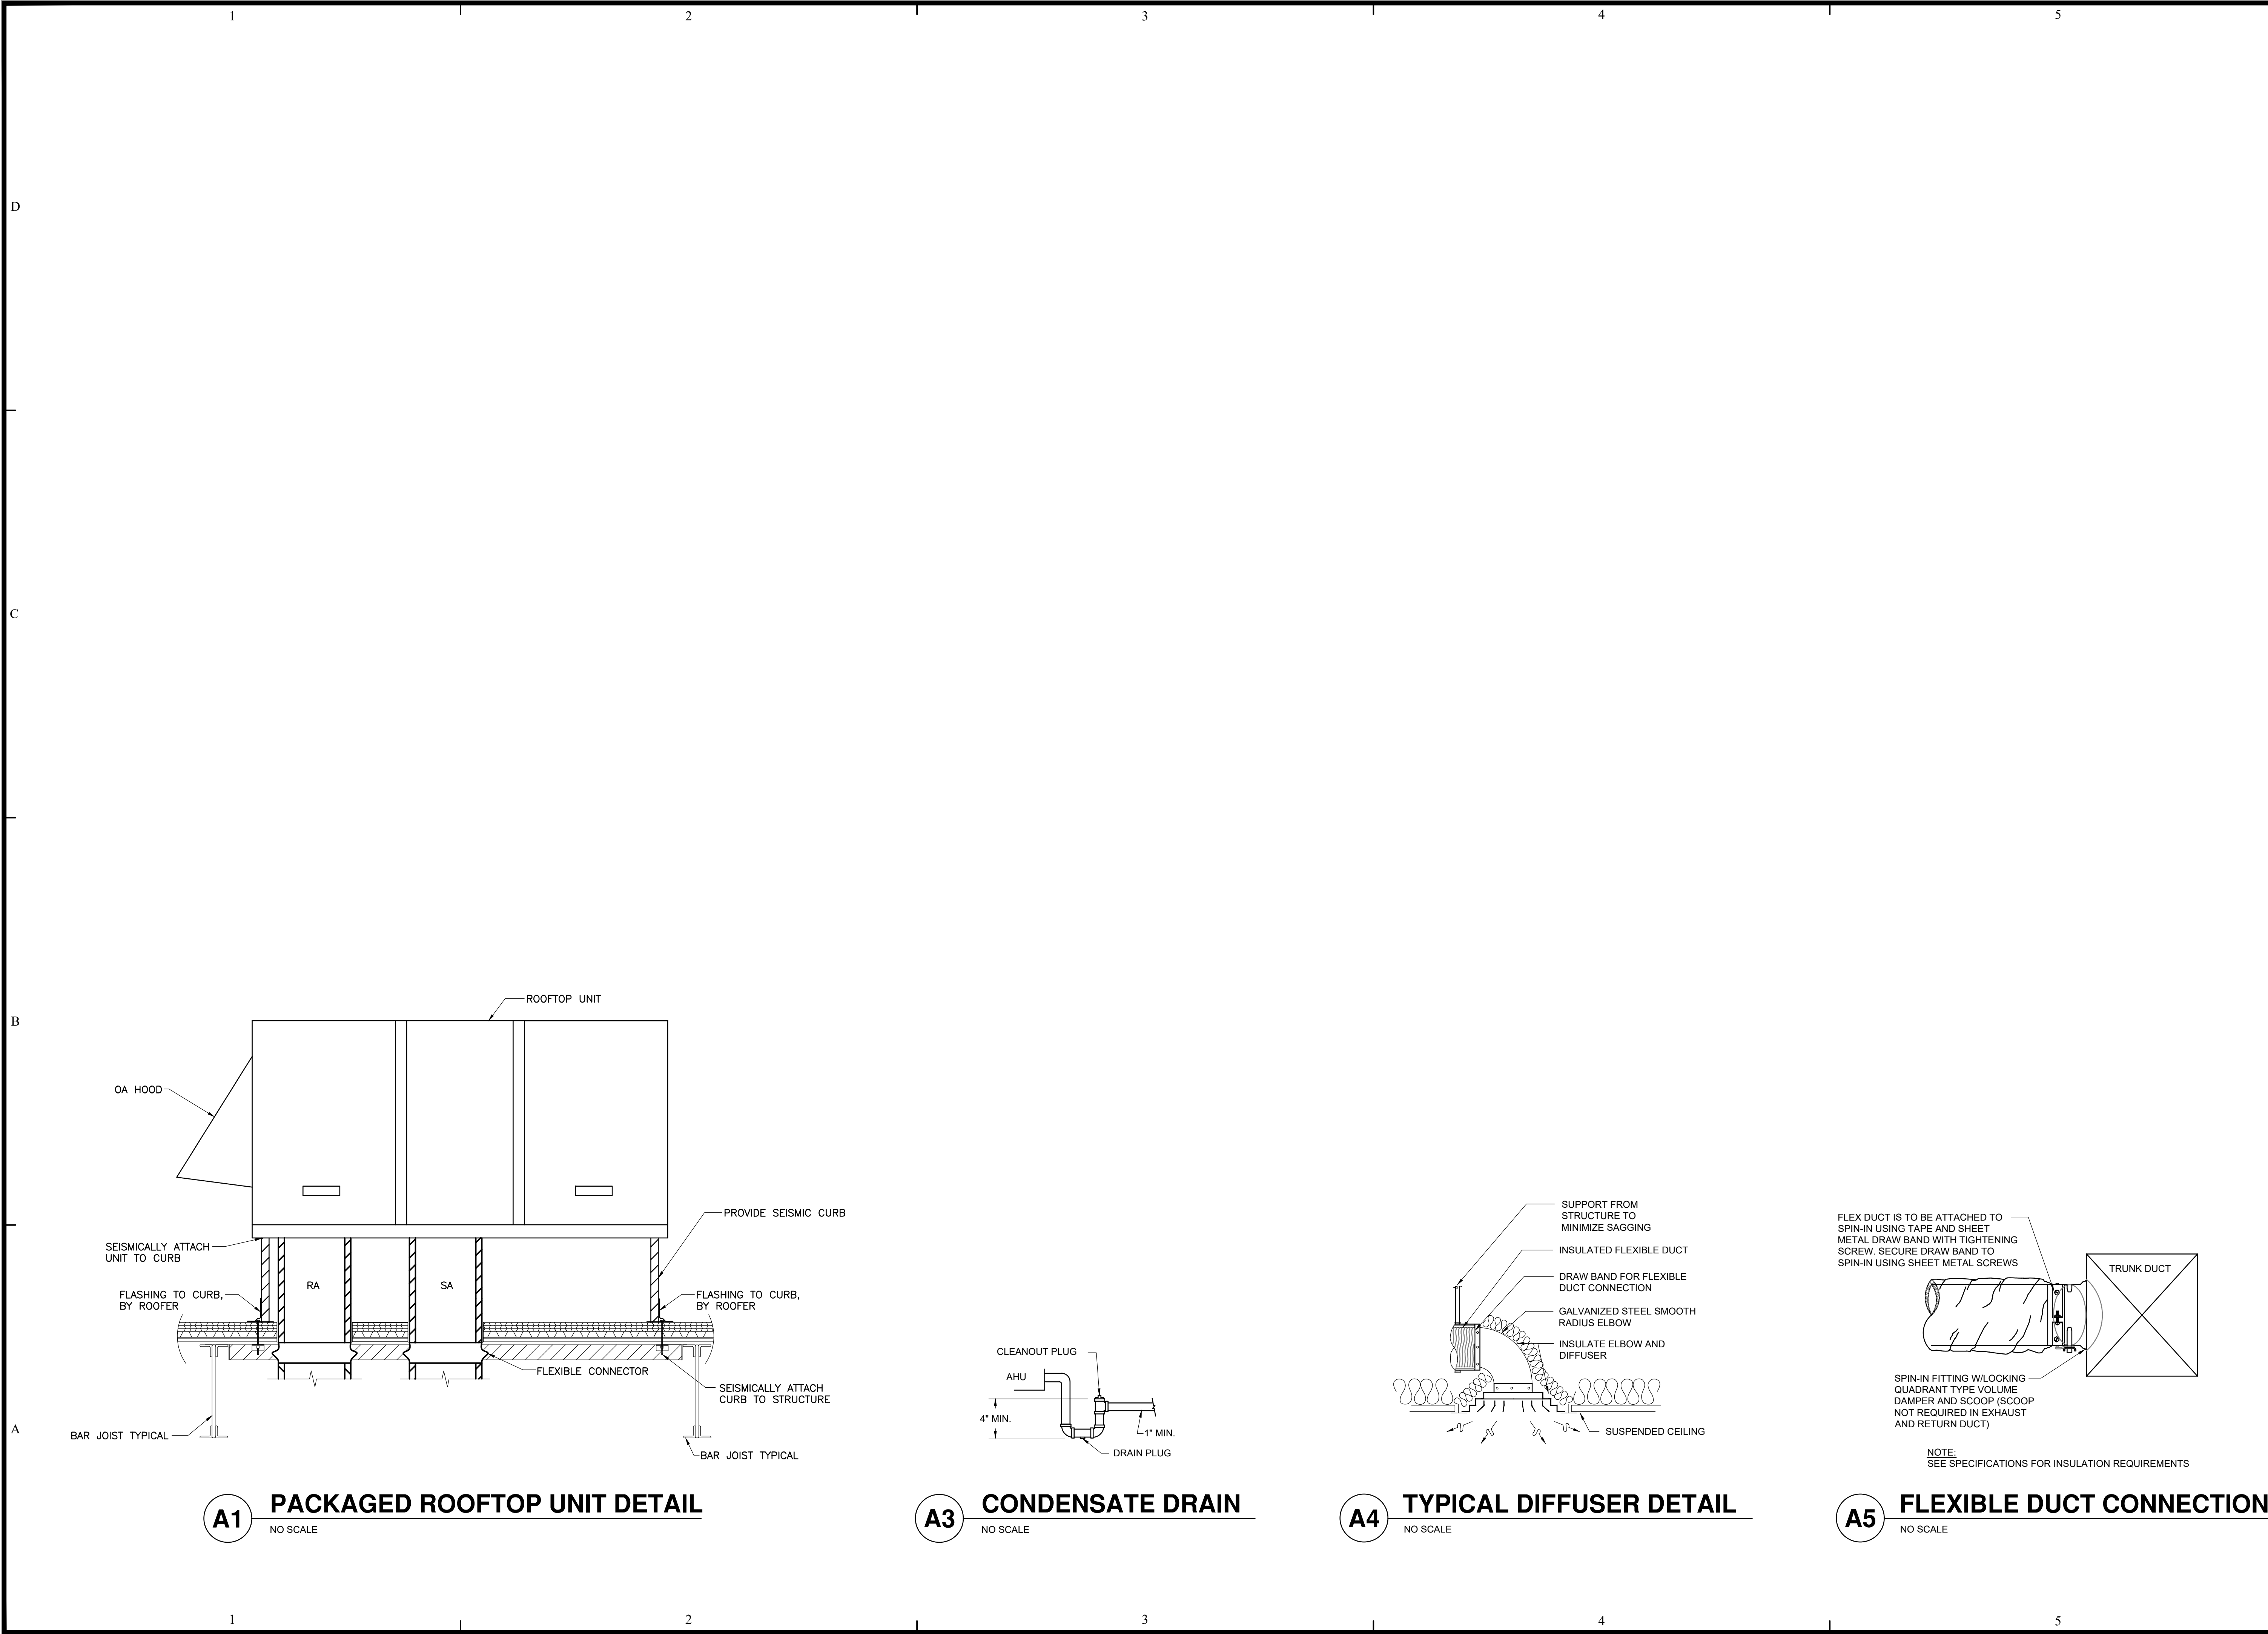 1 2 3 4 5
D
C
B
A
ROOFTOP UNIT
OA HOOD
PROVIDE SEISMIC CURB
SEISMICALLY ATTACH
UNIT TO CURB
RA
SA
FLASHING TO CURB,
BY ROOFER
FLASHING TO CURB,
BY ROOFER
FLEXIBLE CONNECTOR
SEISMICALLY ATTACH
CURB TO STRUCTURE
BAR JOIST TYPICAL
BAR JOIST TYPICAL
A1
PACKAGED ROOFTOP UNIT DETAIL
NO SCALE
CLEANOUT PLUG
AHU
4" MIN.
1" MIN.
DRAIN PLUG
A3
CONDENSATE DRAIN
NO SCALE
SUPPORT FROM
STRUCTURE TO
MINIMIZE SAGGING
INSULATED FLEXIBLE DUCT
DRAW BAND FOR FLEXIBLE
DUCT CONNECTION
GALVANIZED STEEL SMOOTH
RADIUS ELBOW
INSULATE ELBOW AND
DIFFUSER
SUSPENDED CEILING
A4
TYPICAL DIFFUSER DETAIL
NO SCALE
FLEX DUCT IS TO BE ATTACHED TO
SPIN-IN USING TAPE AND SHEET
METAL DRAW BAND WITH TIGHTENING
SCREW. SECURE DRAW BAND TO
SPIN-IN USING SHEET METAL SCREWS
TRUNK DUCT
SPIN-IN FITTING W/LOCKING
QUADRANT TYPE VOLUME
DAMPER AND SCOOP (SCOOP
NOT REQUIRED IN EXHAUST
AND RETURN DUCT)
NOTE:
SEE SPECIFICATIONS FOR INSULATION REQUIREMENTS
A5
FLEXIBLE DUCT CONNECTION
NO SCALE
1 2 3 4 5